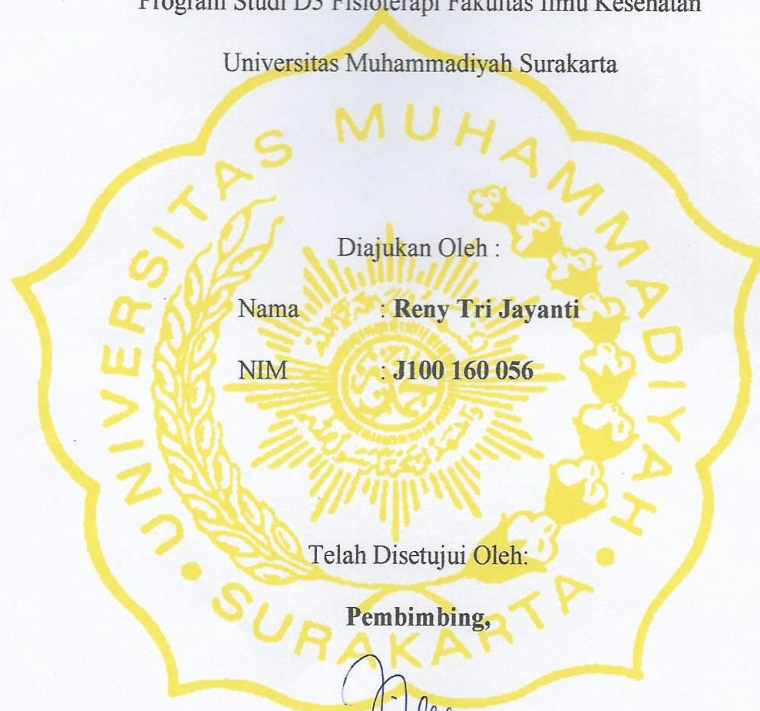 Program Studi D3 Fisioterapi Fakultas Ilmu Kesehatan
Universitas Muhammadiyah Surakarta
UNIVERSITAS MUHAMMADIYAH
SURAKARTA
Diajukan Oleh :
Nama : Reny Tri Jayanti
NIM : J100 160 056
Telah Disetujui Oleh:
Pembimbing,